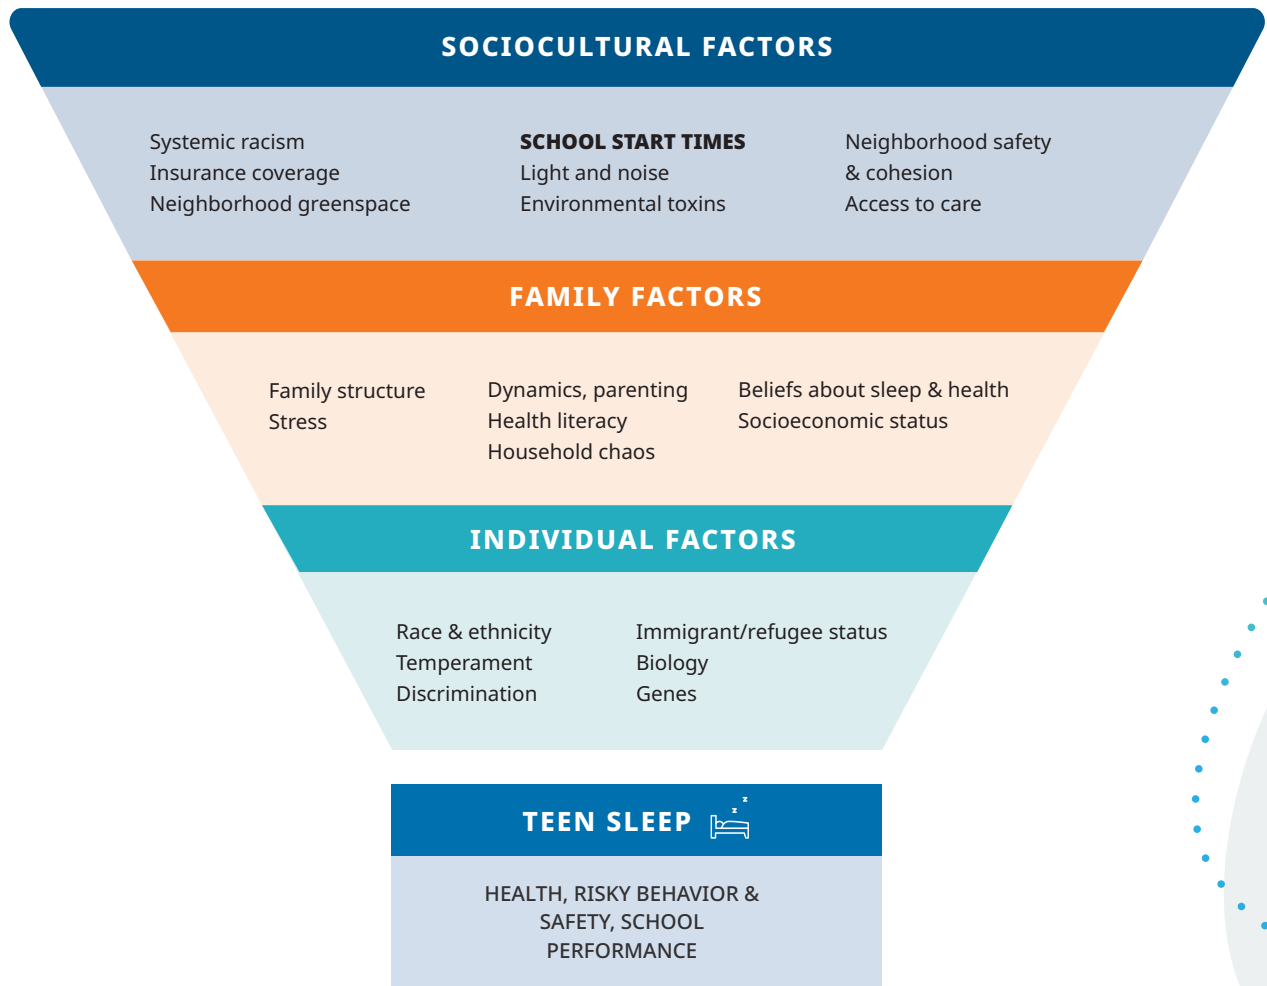 SOCIOCULTURAL FACTORS
Systemic racism
Insurance coverage
Neighborhood greenspace
SCHOOL START TIMES
Light and noise
Environmental toxins
Neighborhood safety
& cohesion
Access to care
FAMILY FACTORS
Family structure
Stress
Dynamics, parenting
Health literacy
Household chaos
Beliefs about sleep & health
Socioeconomic status
INDIVIDUAL FACTORS
Race & ethnicity
Temperament
Discrimination
Immigrant/refugee status
Biology
Genes
TEEN SLEEP
z
z
HEALTH, RISKY BEHAVIOR &
SAFETY, SCHOOL
PERFORMANCE